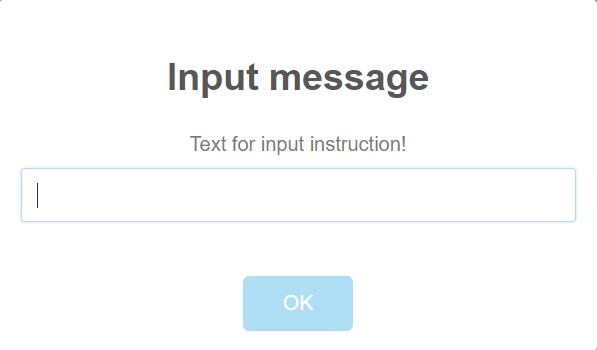 Input message
Text for input instruction!
OK